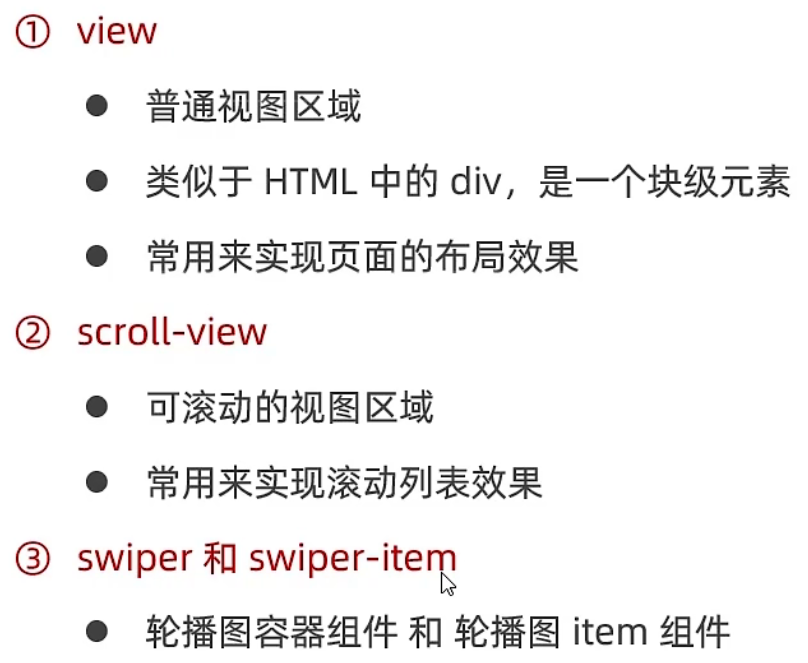 ① view
● 普通视图区域
● 类似于 HTML 中的 div，是一个块级元素
● 常用来实现页面的布局效果
② scroll-view
● 可滚动的视图区域
● 常用来实现滚动列表效果
③ swiper 和 swiper-item
● 轮播图容器组件 和 轮播图 item 组件